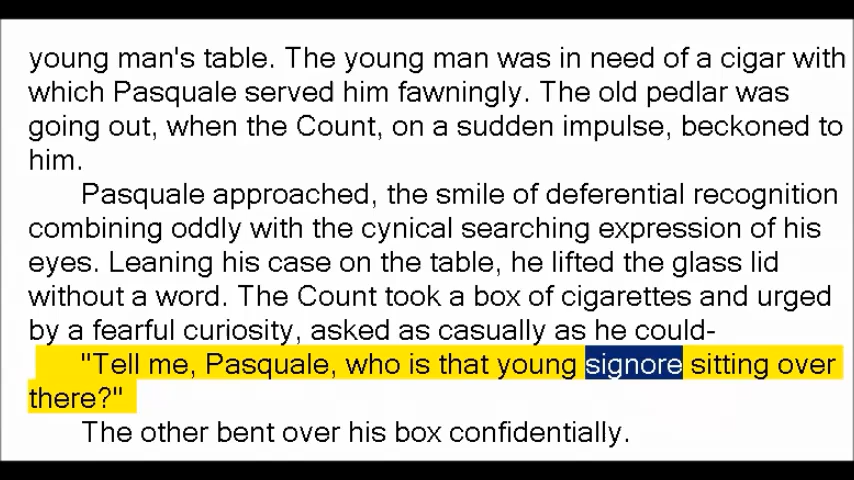 young man's table. The young man was in need of a cigar with
which Pasquale served him fawningly. The old pedlar was
going out, when the Count, on a sudden impulse, beckoned to
him.
Pasquale approached, the smile of deferential recognition
combining oddly with the cynical searching expression of his
eyes. Leaning his case on the table, he lifted the glass lid
without a word. The Count took a box of cigarettes and urged
by a fearful curiosity, asked as casually as he could-
"Tell me, Pasquale, who is that young signore sitting over
there?"
The other bent over his box confidentially.